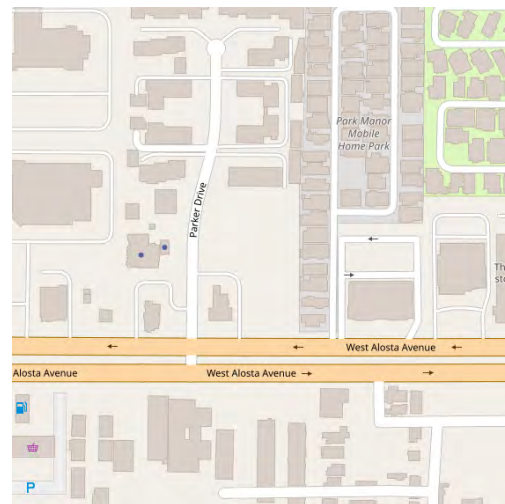 Park Manor
Mobile
Home Park
Parker Drive
Th
sto
West Alosta Avenue
Alosta Avenue
West Alosta Avenue
P